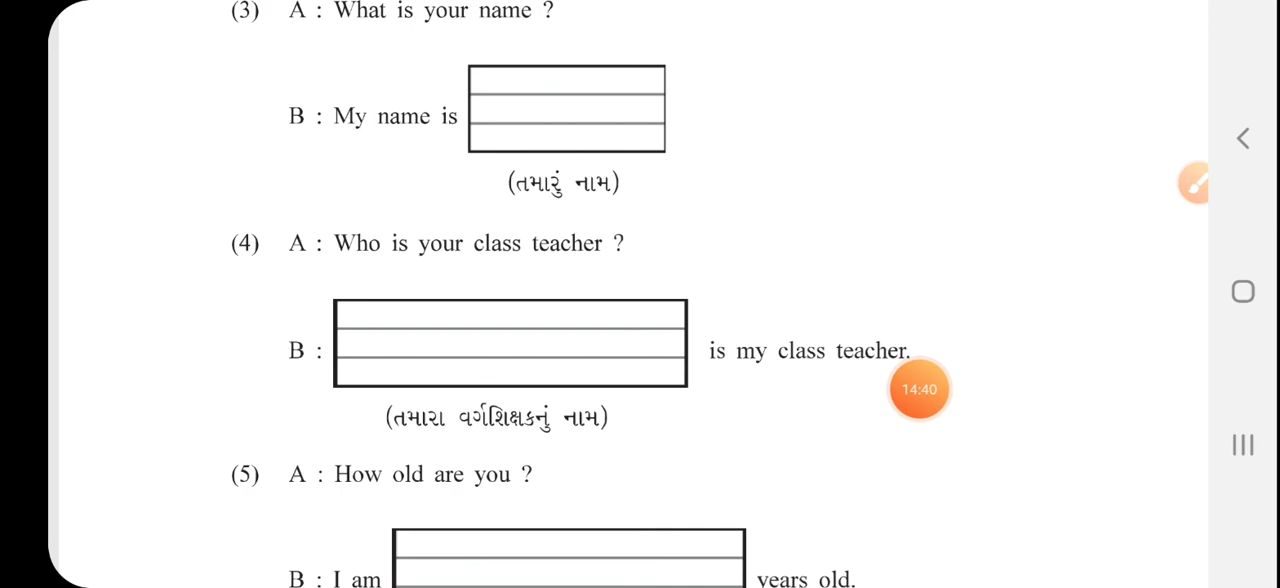 (3) A : What is your name ?
B : My name is
(તમારું નામ)
(4) A : Who is your class teacher ?
B : is my class teacher.
14:40
(તમારા વર્ગશિક્ષકનું નામ)
(5) A : How old are you ?
B : I am years old.